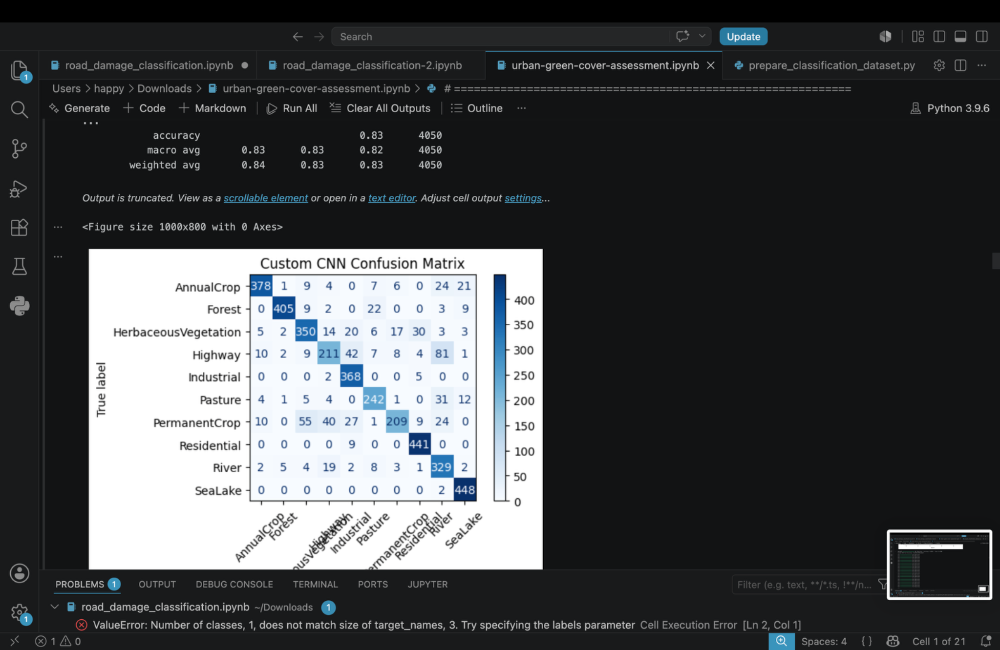 Search
Update
road_damage_classification.ipynb
road_damage_classification-2.ipynb
urban-green-cover-assessment.ipynb
prepare_classification_dataset.py
1
Users > happy > Downloads > urban-green-cover-assessment.ipynb > # ============================================================
Generate + Code + Markdown Run All Clear All Outputs Outline ...
Python 3.9.6
...
accuracy 0.83 4050
macro avg 0.83 0.83 0.82 4050
weighted avg 0.84 0.83 0.83 4050
Output is truncated. View as a scrollable element or open in a text editor. Adjust cell output settings...
<Figure size 1000x800 with 0 Axes>
Custom CNN Confusion Matrix
True label
AnnualCrop 378 1 9 4 0 7 6 0 24 21
Forest 0 405 9 2 0 22 0 0 3 9
HerbaceousVegetation 5 2 350 14 20 6 17 30 3 3
Highway 10 2 9 211 42 7 8 4 81 1
Industrial 0 0 0 2 368 0 0 5 0 0
Pasture 4 1 5 4 0 242 1 0 31 12
PermanentCrop 10 0 55 40 27 1 209 9 24 0
Residential 0 0 0 0 9 0 0 441 0 0
River 2 5 4 19 2 8 3 1 329 2
SeaLake 0 0 0 0 0 0 0 0 2 448
400
350
300
250
200
150
100
50
0
AnnualCrop
Forest
ousVegetation
Highway
Industrial
Pasture
ermanentCrop
Residential
River
SeaLake
PROBLEMS 1 OUTPUT DEBUG CONSOLE TERMINAL PORTS JUPYTER
Filter (e.g. text, **/*.ts, !**/n...
road_damage_classification.ipynb ~/Downloads 1
ValueError: Number of classes, 1, does not match size of target_names, 3. Try specifying the labels parameter Cell Execution Error [Ln 2, Col 1]
1
1 0
Spaces: 4 { } Cell 1 of 21